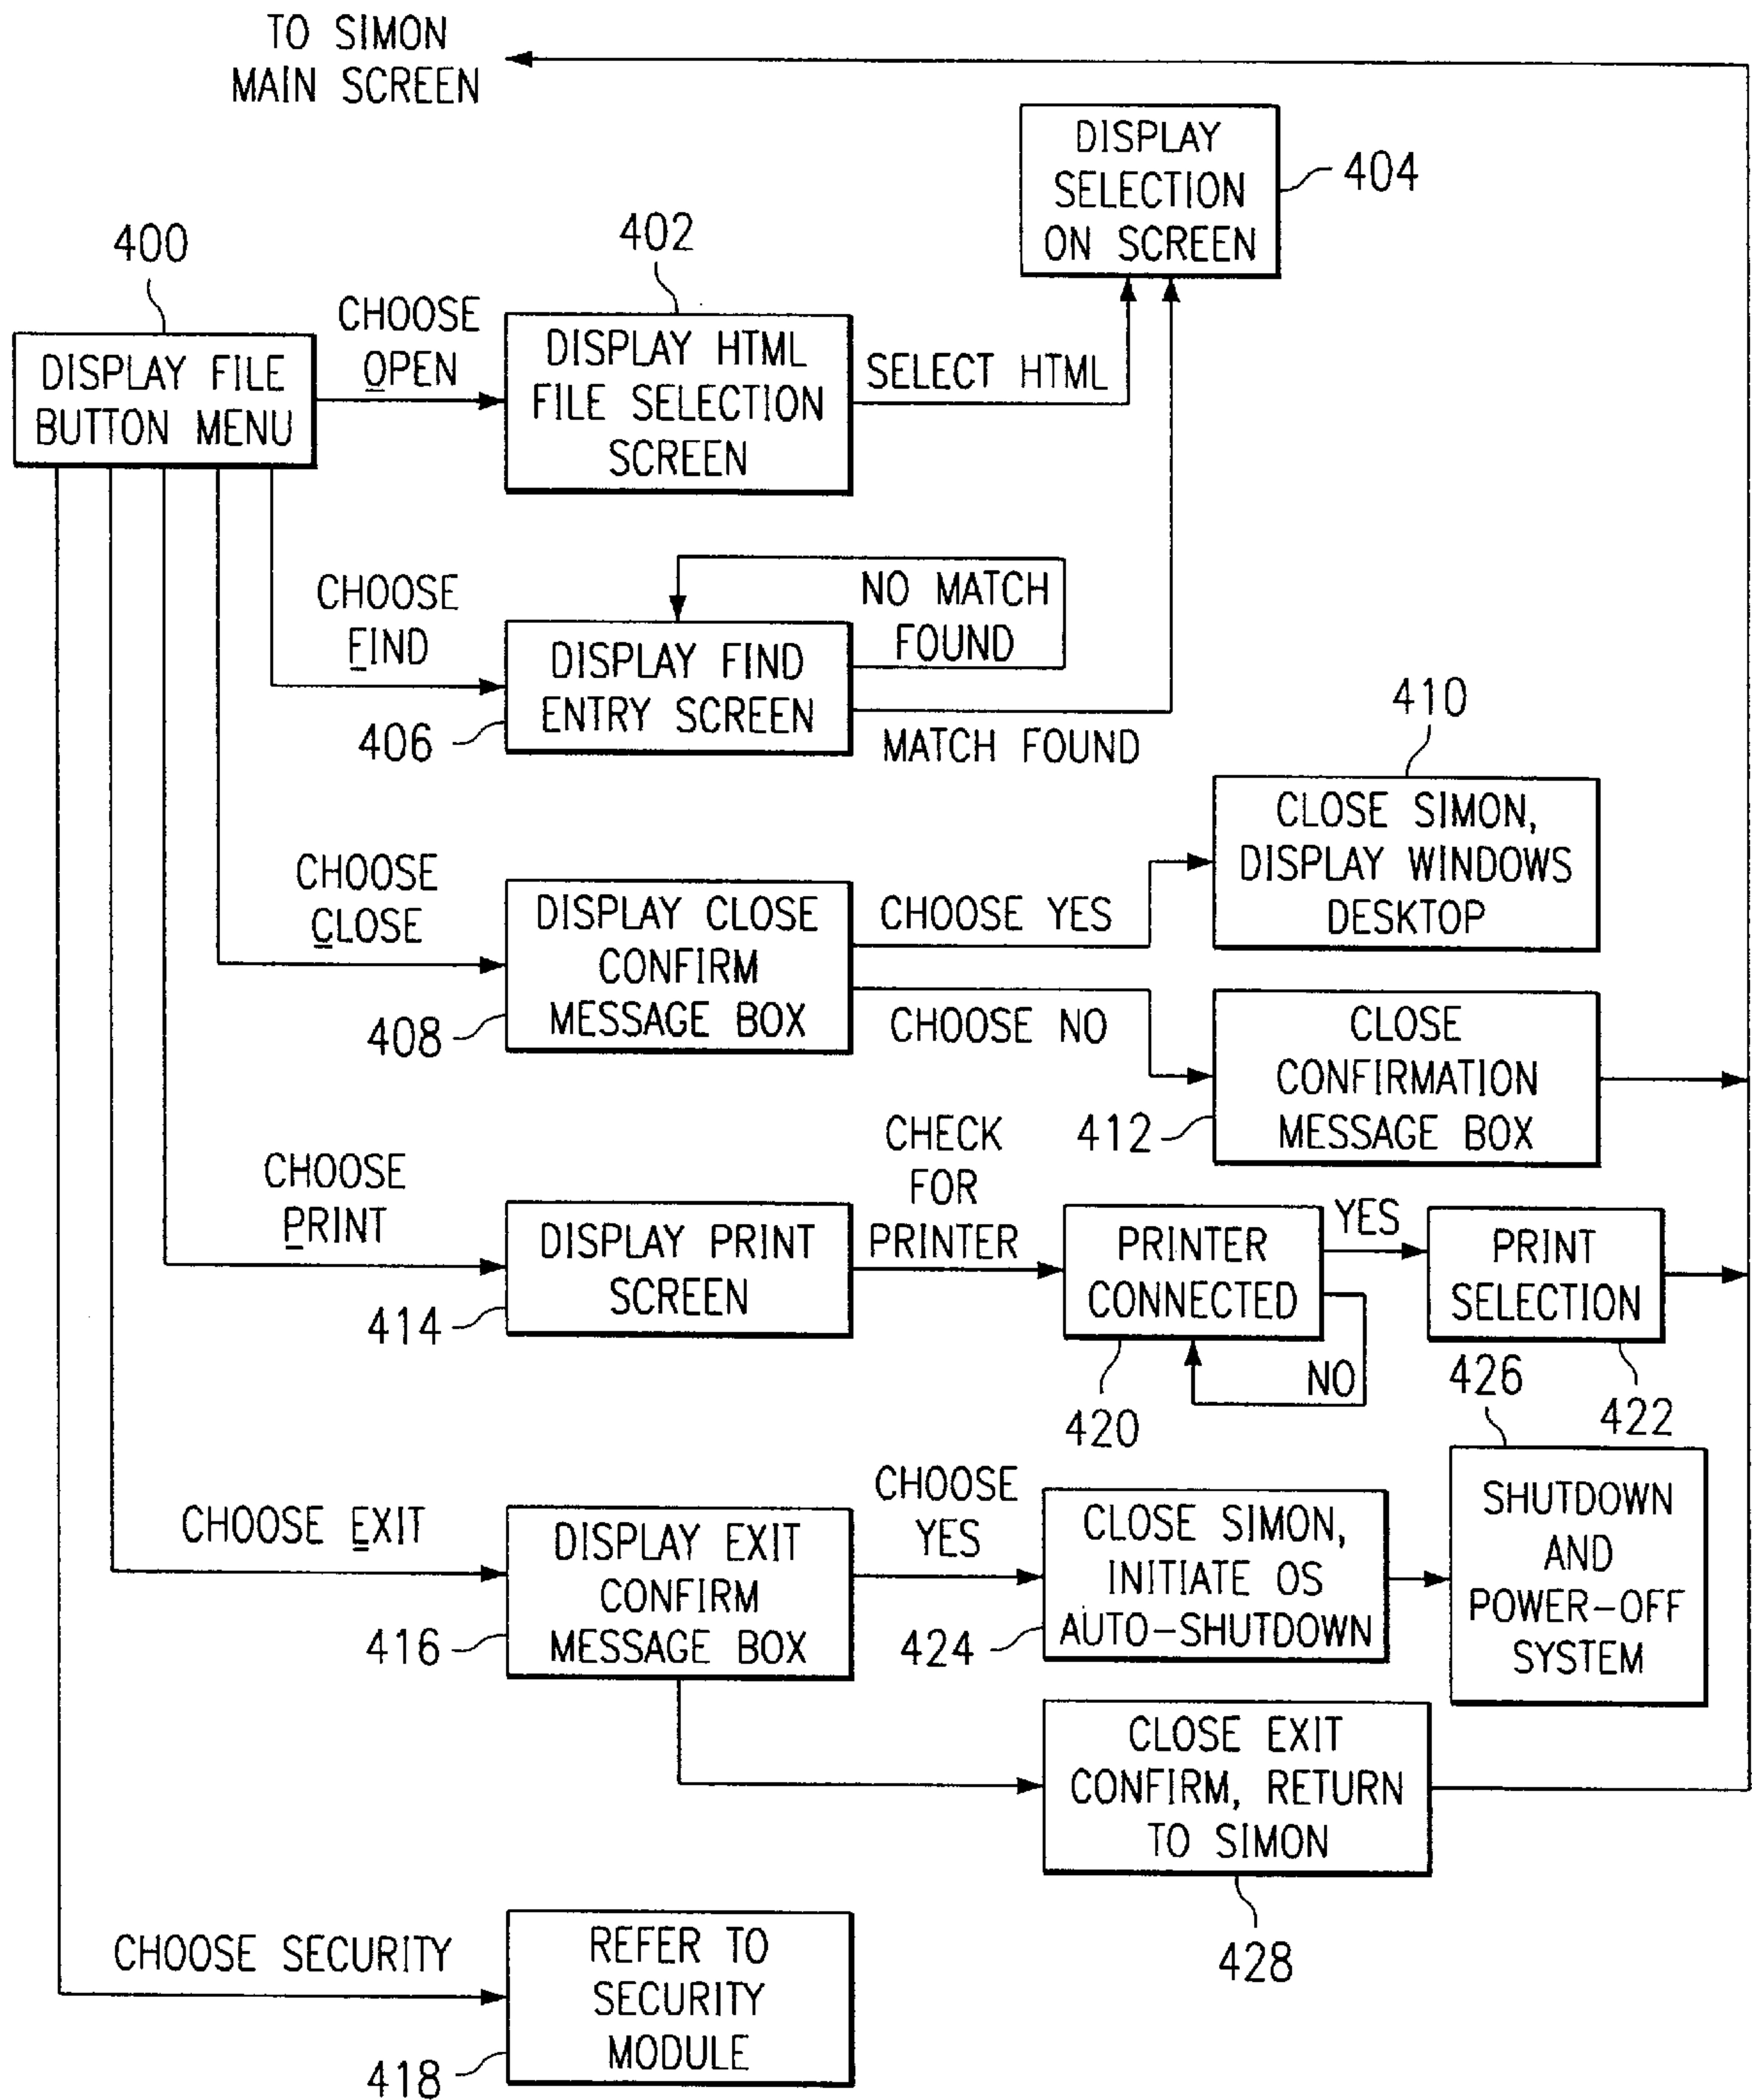 TO SIMON
MAIN SCREEN
DISPLAY
SELECTION
ON SCREEN
404
400
DISPLAY FILE
BUTTON MENU
CHOOSE
OPEN
402
DISPLAY HTML
FILE SELECTION
SCREEN
SELECT HTML
CHOOSE
FIND
406
DISPLAY FIND
ENTRY SCREEN
NO MATCH
FOUND
MATCH FOUND
CHOOSE
CLOSE
408
DISPLAY CLOSE
CONFIRM
MESSAGE BOX
CHOOSE YES
410
CLOSE SIMON,
DISPLAY WINDOWS
DESKTOP
CHOOSE NO
412
CLOSE
CONFIRMATION
MESSAGE BOX
CHOOSE
PRINT
414
DISPLAY PRINT
SCREEN
CHECK
FOR
PRINTER
PRINTER
CONNECTED
420
YES
NO
PRINT
SELECTION
422
CHOOSE EXIT
416
DISPLAY EXIT
CONFIRM
MESSAGE BOX
CHOOSE
YES
424
CLOSE SIMON,
INITIATE OS
AUTO-SHUTDOWN
426
SHUTDOWN
AND
POWER-OFF
SYSTEM
CLOSE EXIT
CONFIRM, RETURN
TO SIMON
428
CHOOSE SECURITY
418
REFER TO
SECURITY
MODULE